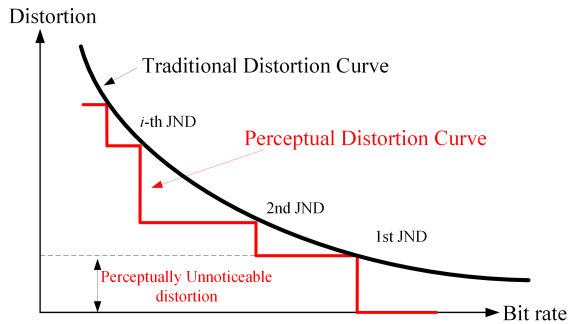 Distortion
Traditional Distortion Curve
i-th JND
Perceptual Distortion Curve
2nd JND
1st JND
Perceptually Unnoticeable
distortion
Bit rate